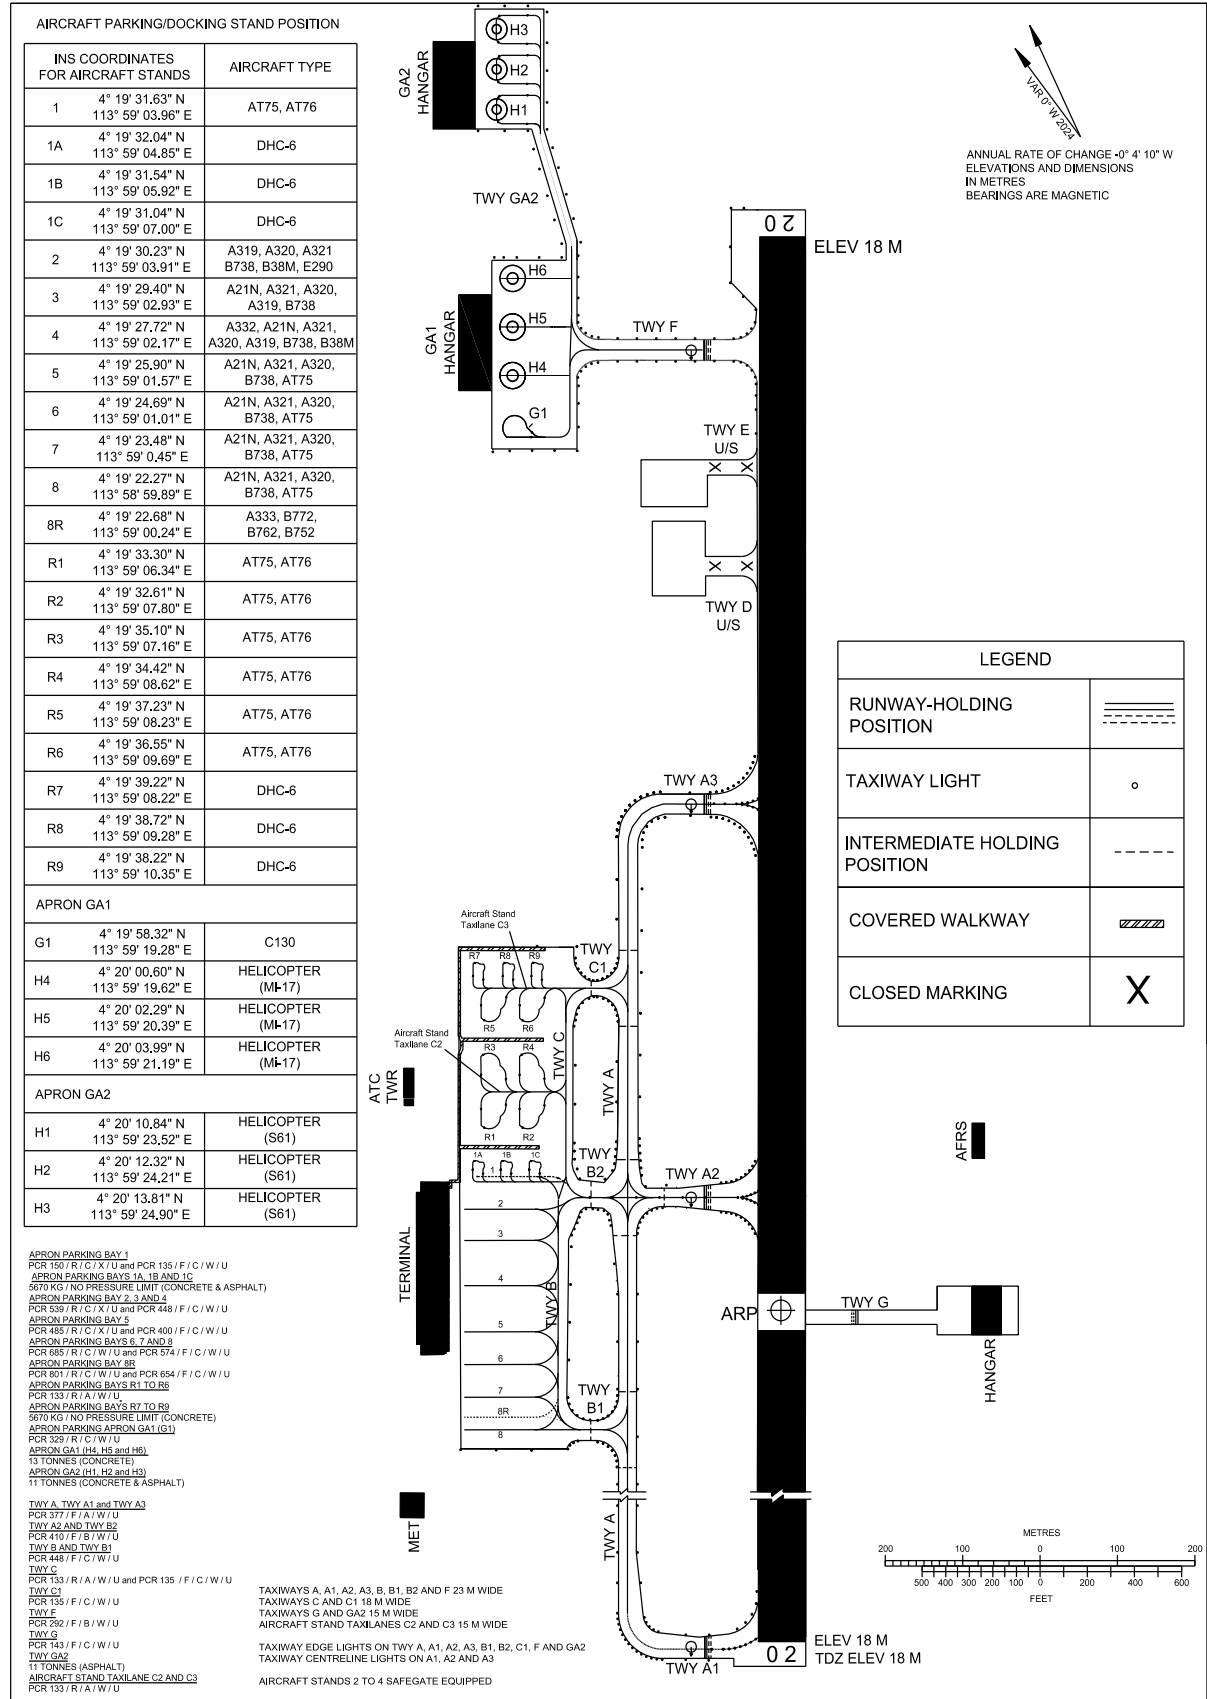 AIRCRAFT PARKING/DOCKING STAND POSITION
INS COORDINATES
FOR AIRCRAFT STANDS
AIRCRAFT TYPE
1
4° 19' 31.63" N
113° 59' 03.96" E
AT75, AT76
1A
4° 19' 32.04" N
113° 59' 04.85" E
DHC-6
1B
4° 19' 31.54" N
113° 59' 05.92" E
DHC-6
1C
4° 19' 31.04" N
113° 59' 07.00" E
DHC-6
2
4° 19' 30.23" N
113° 59' 03.91" E
A319, A320, A321
B738, B38M, E290
3
4° 19' 29.40" N
113° 59' 02.93" E
A21N, A321, A320,
A319, B738
4
4° 19' 27.72" N
113° 59' 02.17" E
A332, A21N, A321,
A320, A319, B738, B38M
5
4° 19' 25.90" N
113° 59' 01.57" E
A21N, A321, A320,
B738, AT75
6
4° 19' 24.69" N
113° 59' 01.01" E
A21N, A321, A320,
B738, AT75
7
4° 19' 23.48" N
113° 59' 0.45" E
A21N, A321, A320,
B738, AT75
8
4° 19' 22.27" N
113° 58' 59.89" E
A21N, A321, A320,
B738, AT75
8R
4° 19' 22.68" N
113° 59' 00.24" E
A333, B772,
B762, B752
R1
4° 19' 33.30" N
113° 59' 06.34" E
AT75, AT76
R2
4° 19' 32.61" N
113° 59' 07.80" E
AT75, AT76
R3
4° 19' 35.10" N
113° 59' 07.16" E
AT75, AT76
R4
4° 19' 34.42" N
113° 59' 08.62" E
AT75, AT76
R5
4° 19' 37.23" N
113° 59' 08.23" E
AT75, AT76
R6
4° 19' 36.55" N
113° 59' 09.69" E
AT75, AT76
R7
4° 19' 39.22" N
113° 59' 08.22" E
DHC-6
R8
4° 19' 38.72" N
113° 59' 09.28" E
DHC-6
R9
4° 19' 38.22" N
113° 59' 10.35" E
DHC-6
APRON GA1
G1
4° 19' 58.32" N
113° 59' 19.28" E
C130
H4
4° 20' 00.60" N
113° 59' 19.62" E
HELICOPTER
(MI-17)
H5
4° 20' 02.29" N
113° 59' 20.39" E
HELICOPTER
(MI-17)
H6
4° 20' 03.99" N
113° 59' 21.19" E
HELICOPTER
(Mi-17)
APRON GA2
H1
4° 20' 10.84" N
113° 59' 23.52" E
HELICOPTER
(S61)
H2
4° 20' 12.32" N
113° 59' 24.21" E
HELICOPTER
(S61)
H3
4° 20' 13.81" N
113° 59' 24.90" E
HELICOPTER
(S61)
APRON PARKING BAY 1
PCR 150 / R / C / X / U and PCR 135 / F / C / W / U
APRON PARKING BAYS 1A, 1B AND 1C
5670 KG / NO PRESSURE LIMIT (CONCRETE & ASPHALT)
APRON PARKING BAY 2, 3 AND 4
PCR 539 / R / C / X / U and PCR 448 / F / C / W / U
APRON PARKING BAY 5
PCR 485 / R / C / X / U and PCR 400 / F / C / W / U
APRON PARKING BAYS 6, 7 AND 8
PCR 685 / R / C / W / U and PCR 574 / F / C / W / U
APRON PARKING BAY 8R
PCR 801 / R / C / W / U and PCR 654 / F / C / W / U
APRON PARKING BAYS R1 TO R6
PCR 133 / R / A / W / U
APRON PARKING BAYS R7 TO R9
5670 KG / NO PRESSURE LIMIT (CONCRETE)
APRON PARKING APRON GA1 (G1)
PCR 329 / R / C / W / U
APRON GA1 (H4, H5 and H6)
13 TONNES (CONCRETE)
APRON GA2 (H1, H2 and H3)
11 TONNES (CONCRETE & ASPHALT)
TWY A, TWY A1 and TWY A3
PCR 377 / F / A / W / U
TWY A2 AND TWY B2
PCR 410 / F / B / W / U
TWY B AND TWY B1
PCR 448 / F / C / W / U
TWY C
PCR 133 / R / A / W / U and PCR 135 / F / C / W / U
TWY C1
PCR 135 / F / C / W / U
TWY F
PCR 292 / F / B / W / U
TWY G
PCR 143 / F / C / W / U
TWY GA2
11 TONNES (ASPHALT)
AIRCRAFT STAND TAXILANE C2 AND C3
PCR 133 / R / A / W / U
TAXIWAYS A, A1, A2, A3, B, B1, B2 AND F 23 M WIDE
TAXIWAYS C AND C1 18 M WIDE
TAXIWAYS G AND GA2 15 M WIDE
AIRCRAFT STAND TAXILANES C2 AND C3 15 M WIDE
TAXIWAY EDGE LIGHTS ON TWY A, A1, A2, A3, B1, B2, C1, F AND GA2
TAXIWAY CENTRELINE LIGHTS ON A1, A2 AND A3
AIRCRAFT STANDS 2 TO 4 SAFEGATE EQUIPPED
GA2
HANGAR
H3
H2
H1
TWY GA2
GA1
HANGAR
H6
H5
H4
G1
TWY F
TWY E
U/S
X X
X X
TWY D
U/S
20
ELEV 18 M
VAR 0° W 2024
ANNUAL RATE OF CHANGE -0° 4' 10" W
ELEVATIONS AND DIMENSIONS
IN METRES
BEARINGS ARE MAGNETIC
LEGEND
RUNWAY-HOLDING
POSITION
TAXIWAY LIGHT
INTERMEDIATE HOLDING
POSITION
COVERED WALKWAY
CLOSED MARKING
X
TWY A3
Aircraft Stand
Taxilane C3
TWY
C1
R7
R8
R9
R5
R6
Aircraft Stand
Taxilane C2
R3
R4
TWY C
TWY A
ATC
TWR
R1
R2
TWY
B2
TWY A2
1A
1B
1C
1
2
3
4
5
6
7
8R
8
TWY B
TERMINAL
TWY
B1
ARP
TWY G
AFRS
HANGAR
MET
TWY A
TWY A1
02
ELEV 18 M
TDZ ELEV 18 M
METRES
200 100 0 100 200
500 400 300 200 100 0 200 400 600
FEET